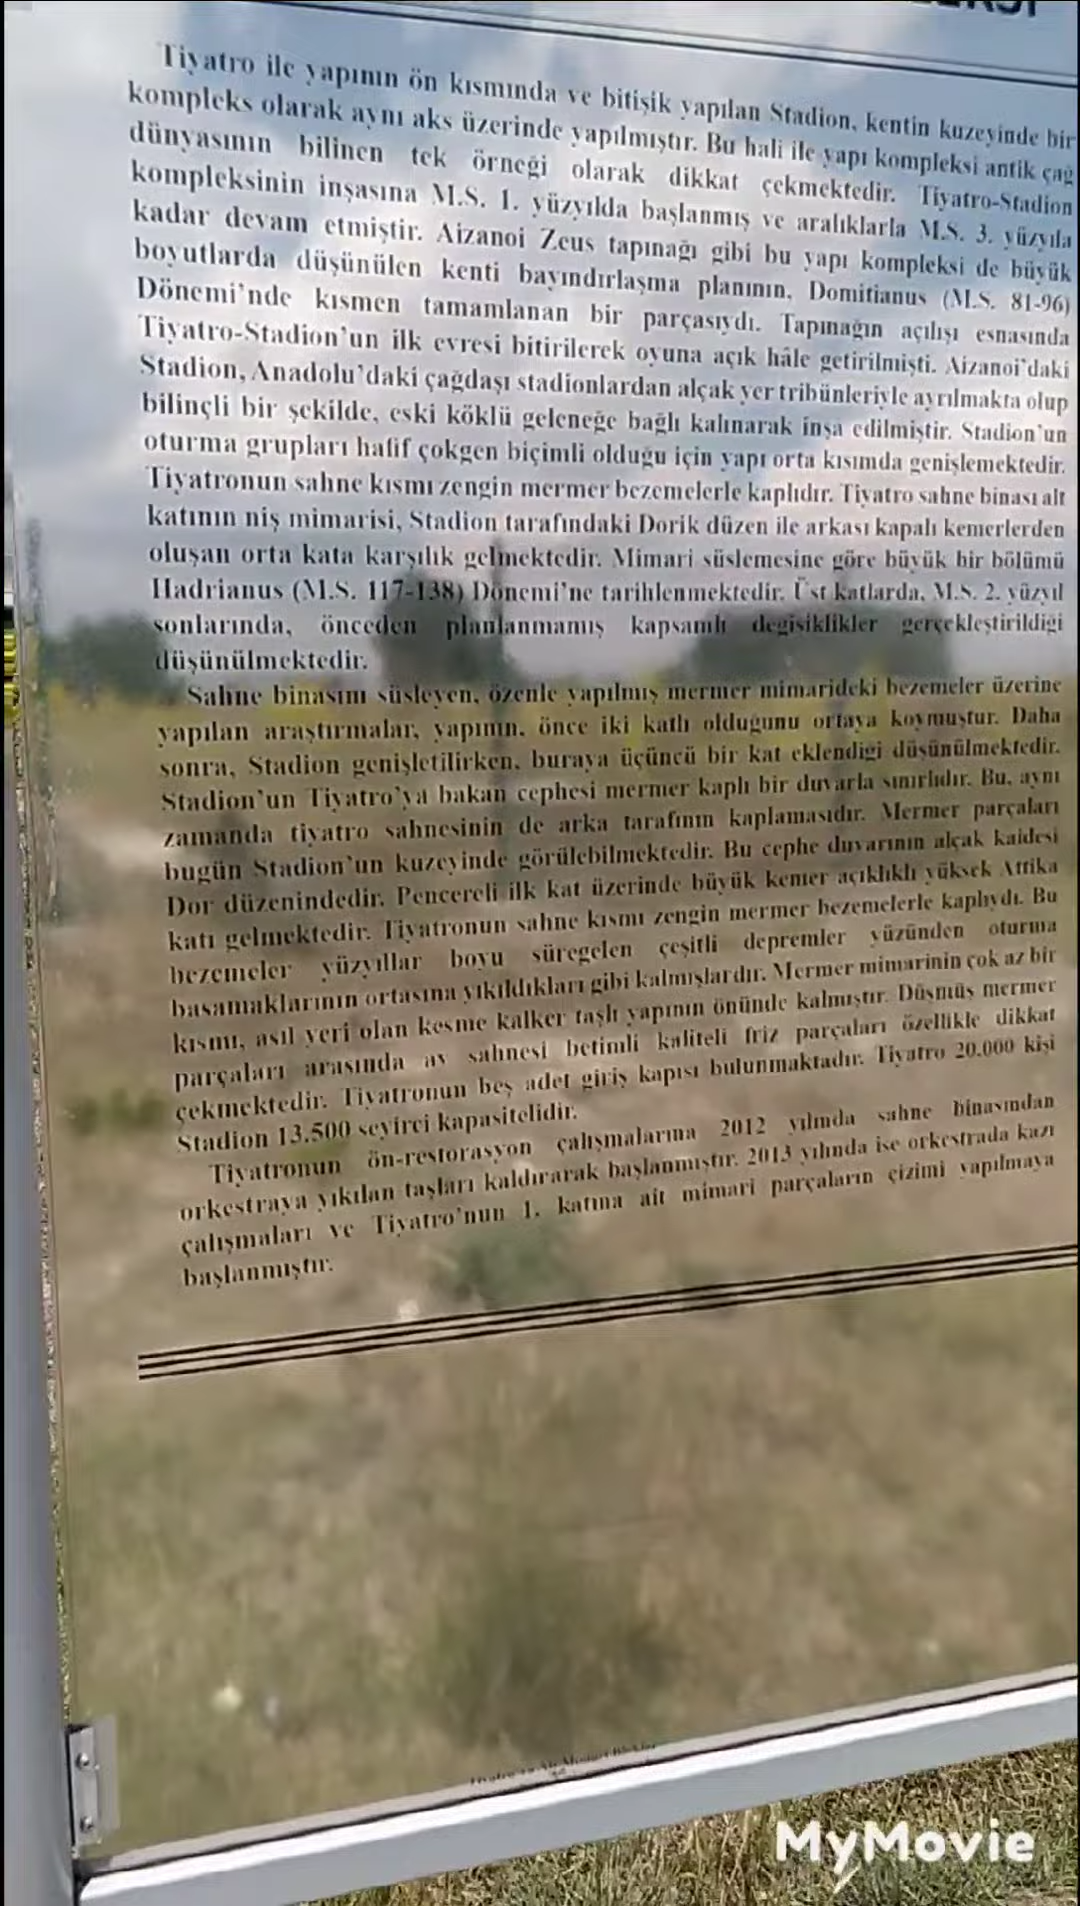 Tiyatro ile yapının ön kısmında ve bitişik yapılan Stadion, kentin kuzeyinde bir
kompleks olarak aynı aks üzerinde yapılmıştır. Bu hali ile yapı kompleksi antik çağ
dünyasının bilinen tek örneği olarak dikkat çekmektedir. Tiyatro-Stadion
kompleksinin inşasına M.S. 1. yüzyılda başlanmış ve aralıklarla M.S. 3. yüzyıla
kadar devam etmiştir. Aizanoi Zeus tapınağı gibi bu yapı kompleksi de büyük
boyutlarda düşünülen kenti bayındırlaşma planının, Domitianus (M.S. 81-96)
Dönemi'nde kısmen tamamlanan bir parçasıydı. Tapınağın açılışı esnasında
Tiyatro-Stadion'un ilk evresi bitirilerek oyuna açık hâle getirilmişti. Aizanoi'daki
Stadion, Anadolu'daki çağdaşı stadionlardan alçak yer tribünleriyle ayrılmakta olup
bilinçli bir şekilde, eski köklü geleneğe bağlı kalınarak inşa edilmiştir. Stadion'un
oturma grupları hafif çokgen biçimli olduğu için yapı orta kısımda genişlemektedir.
Tiyatronun sahne kısmı zengin mermer bezemelerle kaplıdır. Tiyatro sahne binası alt
katının niş mimarisi, Stadion tarafındaki Dorik düzen ile arkası kapalı kemerlerden
oluşan orta kata karşılık gelmektedir. Mimari süslemesine göre büyük bir bölümü
Hadrianus (M.S. 117-138) Dönemi'ne tarihlenmektedir. Üst katlarda, M.S. 2. yüzyıl
sonlarında, önceden planlanmamış kapsamlı degisiklikler gerçekleştirildiği
düşünülmektedir.
Sahne binasını süsleyen, özenle yapılmış mermer mimarideki bezemeler üzerine
yapılan araştırmalar, yapının, önce iki katlı olduğunu ortaya koymuştur. Daha
sonra, Stadion genişletilirken, buraya üçüncü bir kat eklendigi düşünülmektedir.
Stadion'un Tiyatro'ya bakan cephesi mermer kaplı bir duvarla sınırlıdır. Bu, aynı
zamanda tiyatro sahnesinin de arka tarafının kaplamasıdır. Mermer parçaları
bugün Stadion'un kuzeyinde görülebilmektedir. Bu cephe duvarının alçak kaidesi
Dor düzenindedir. Pencereli ilk kat üzerinde büyük kemer açıklıklı yüksek Attika
katı gelmektedir. Tiyatronun sahne kısmı zengin mermer bezemelerle kaplıydı. Bu
bezemeler yüzyıllar boyu süregelen çeşitli depremler yüzünden oturma
basamaklarının ortasına yıkıldıkları gibi kalmışlardır. Mermer mimarinin çok az bir
kısmı, asıl yeri olan kesme kalker taşlı yapının önünde kalmıştır. Düşmüş mermer
parçaları arasında av sahnesi betimli kaliteli friz parçaları özellikle dikkat
çekmektedir. Tiyatronun beş adet giriş kapısı bulunmaktadır. Tiyatro 20.000 kişi
Stadion 13.500 seyirci kapasitelidir.
Tiyatronun ön-restorasyon çalışmalarına 2012 yılında sahne binasından
orkestraya yıkılan taşları kaldırarak başlanmıştır. 2013 yılında ise orkestrada kazı
çalışmaları ve Tiyatro'nun 1. katına ait mimari parçaların çizimi yapılmaya
başlanmıştır.
MyMovie